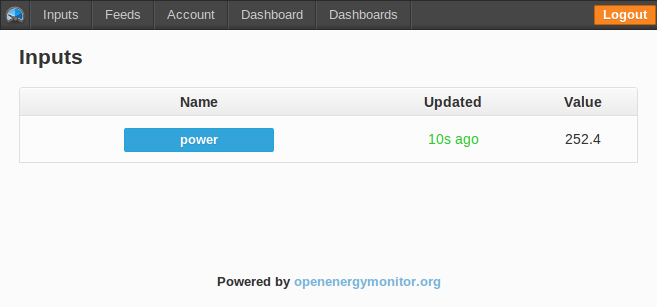 Inputs Feeds Account Dashboard Dashboards Logout
Inputs
Name Updated Value
power 10s ago 252.4
Powered by openenergymonitor.org